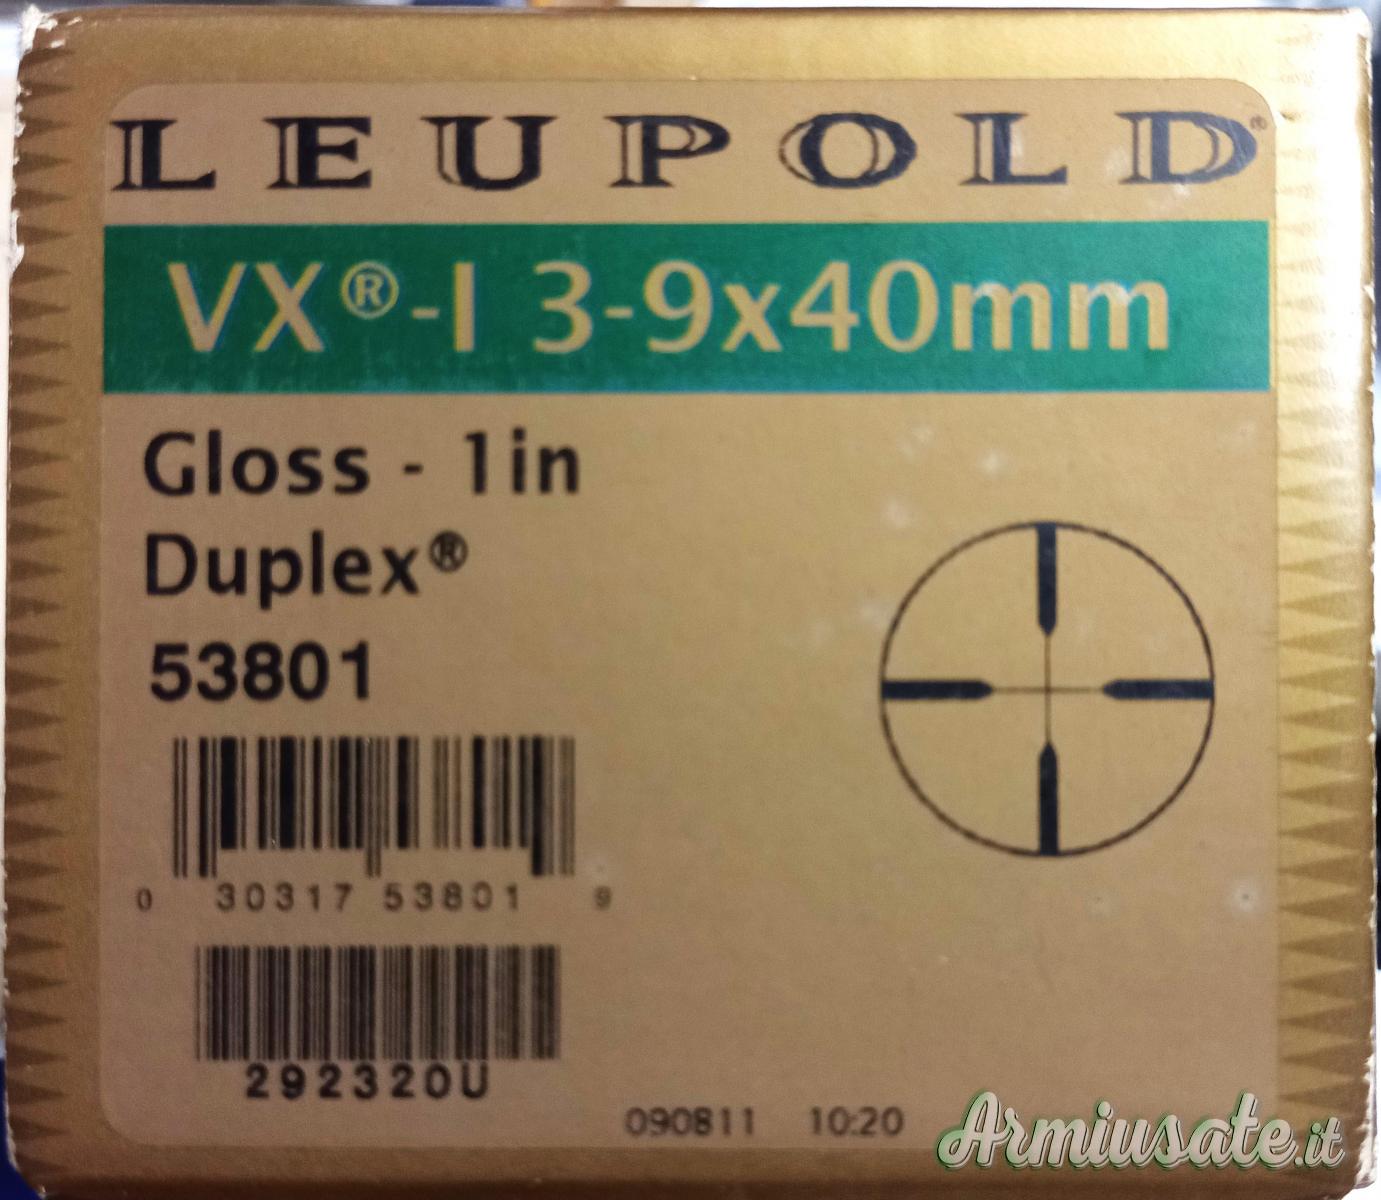 LEUPOLD®
VX®-I 3-9x40mm
Gloss - 1in
Duplex®
53801
0 30317 53801 9
292320U
090811 10:20
Armiusate.it